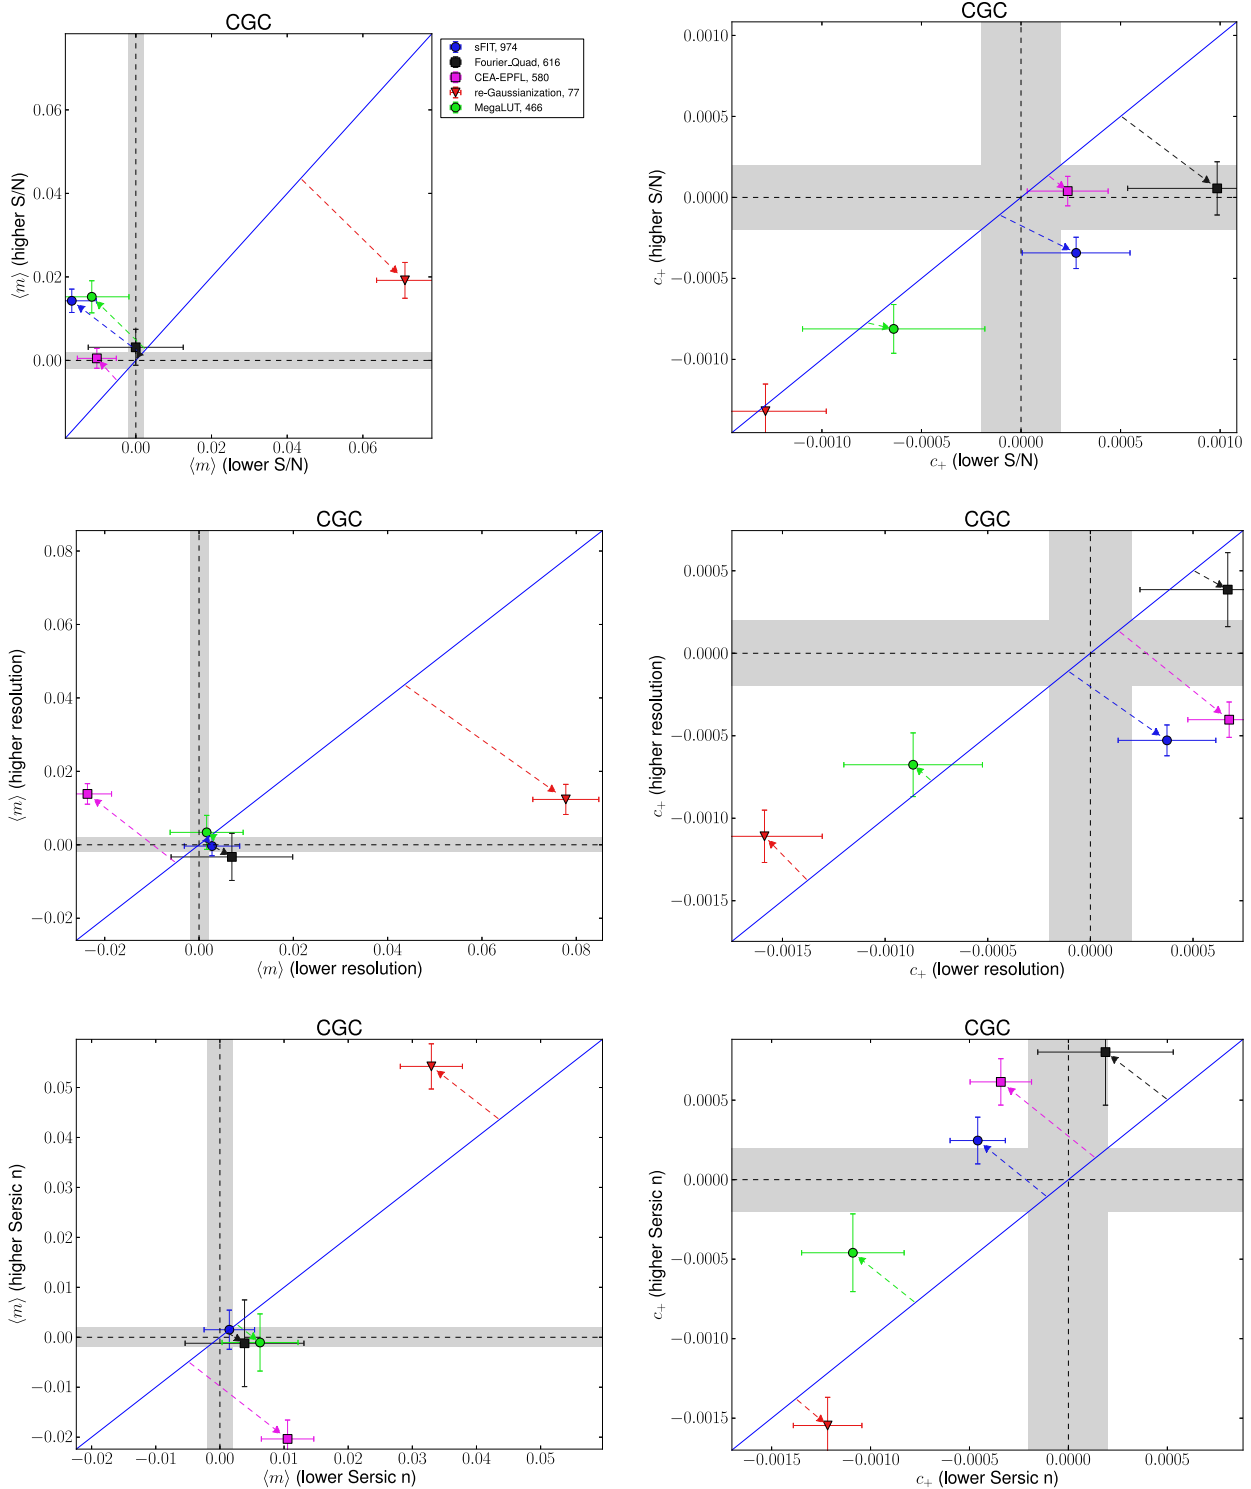 CGC
0.06
0.04
0.02
0.00
⟨m⟩ (higher S/N)
0.00
0.02
0.04
0.06
⟨m⟩ (lower S/N)
sFIT, 974
Fourier_Quad, 616
CEA-EPFL, 580
re-Gaussianization, 77
MegaLUT, 466
CGC
0.0010
0.0005
0.0000
−0.0005
−0.0010
c₊ (higher S/N)
−0.0010
−0.0005
0.0000
0.0005
0.0010
c₊ (lower S/N)
CGC
0.08
0.06
0.04
0.02
0.00
−0.02
⟨m⟩ (higher resolution)
−0.02
0.00
0.02
0.04
0.06
0.08
⟨m⟩ (lower resolution)
CGC
0.0005
0.0000
−0.0005
−0.0010
−0.0015
c₊ (higher resolution)
−0.0015
−0.0010
−0.0005
0.0000
0.0005
c₊ (lower resolution)
CGC
0.05
0.04
0.03
0.02
0.01
0.00
−0.01
−0.02
⟨m⟩ (higher Sersic n)
−0.02
−0.01
0.00
0.01
0.02
0.03
0.04
0.05
⟨m⟩ (lower Sersic n)
CGC
0.0005
0.0000
−0.0005
−0.0010
−0.0015
c₊ (higher Sersic n)
−0.0015
−0.0010
−0.0005
0.0000
0.0005
c₊ (lower Sersic n)